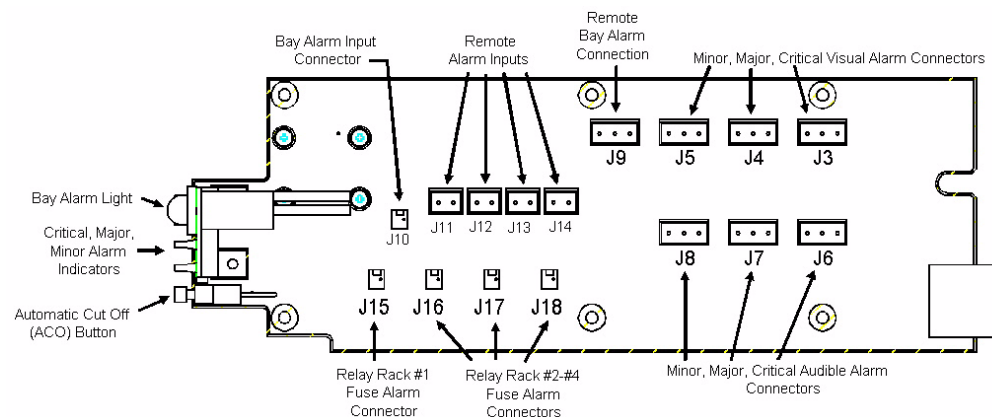 Bay Alarm Input
Connector
Remote
Alarm Inputs
Remote
Bay Alarm
Connection
Minor, Major, Critical Visual Alarm Connectors
J9
J5
J4
J3
Bay Alarm Light
Critical, Major,
Minor Alarm
Indicators
Automatic Cut Off
(ACO) Button
J10
J11
J12
J13
J14
J8
J7
J6
J15
J16
J17
J18
Relay Rack #1
Fuse Alarm
Connector
Relay Rack #2-#4
Fuse Alarm
Connectors
Minor, Major, Critical Audible Alarm
Connectors